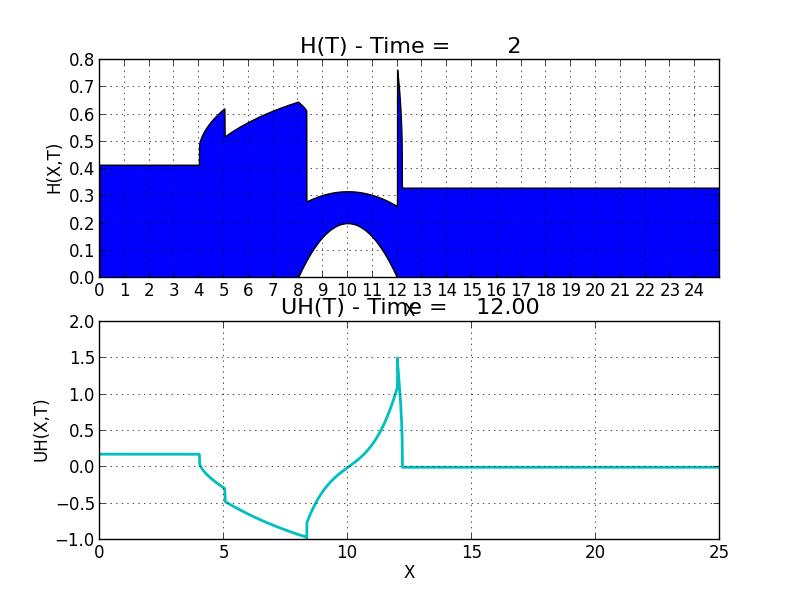 H(T) - Time = 2
0.8
0.7
0.6
0.5
0.4
0.3
0.2
0.1
0.0
H(X,T)
0 1 2 3 4 5 6 7 8 9 10 11 12 13 14 15 16 17 18 19 20 21 22 23 24
X
UH(T) - Time = 12.00
2.0
1.5
1.0
0.5
0.0
−0.5
−1.0
UH(X,T)
0 5 10 15 20 25
X